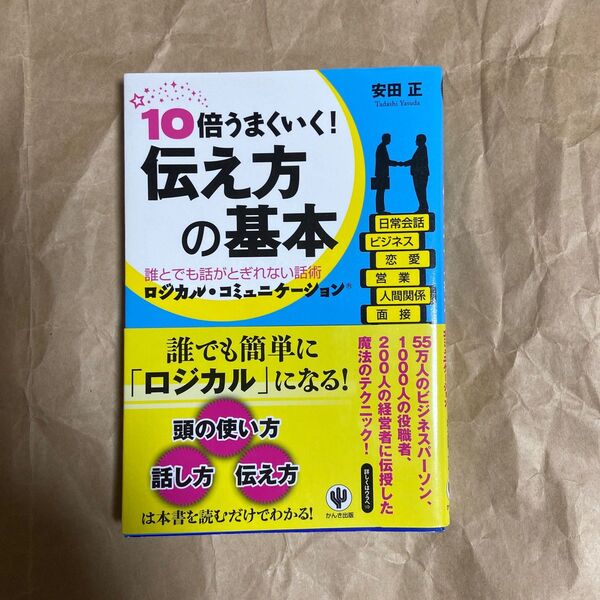 安田 正
Tadashi Yasuda
10倍うまくいく!
伝え方
の基本
誰とでも話がとぎれない話術
ロジカル・コミュニケーション®
日常会話
ビジネス
恋愛
営業
人間関係
面接
誰でも簡単に
「ロジカル」になる!
頭の使い方
話し方
伝え方
は本書を読むだけでわかる!
55万人のビジネスパーソン、
1000人の役職者、
200人の経営者に伝授した
魔法のテクニック!
詳しくはウラへ⇒
かんき出版